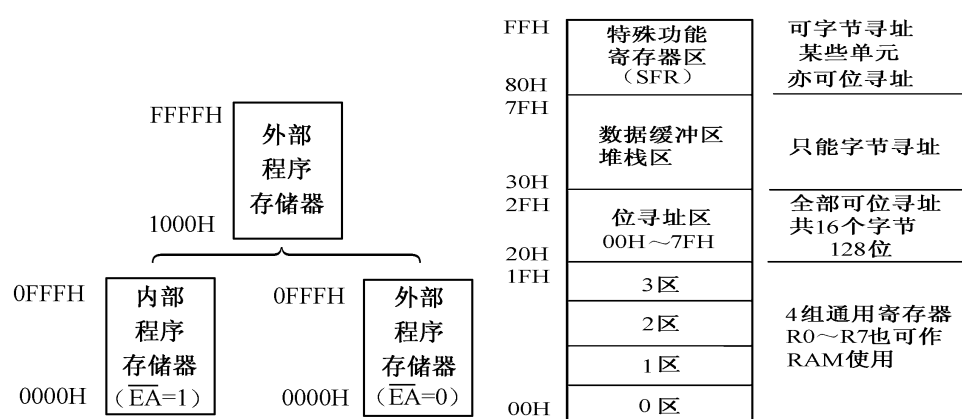 FFFFH
外部
程序
存储器
1000H
0FFFH
内部
程序
存储器
(EA=1)
0000H
0FFFH
外部
程序
存储器
(EA=0)
0000H
FFH
特殊功能
寄存器区
(SFR)
80H
可字节寻址
某些单元
亦可位寻址
7FH
数据缓冲区
堆栈区
30H
只能字节寻址
2FH
位寻址区
00H～7FH
20H
全部可位寻址
共16个字节
128位
1FH
3区
2区
1区
0区
00H
4组通用寄存器
R0～R7也可作
RAM使用